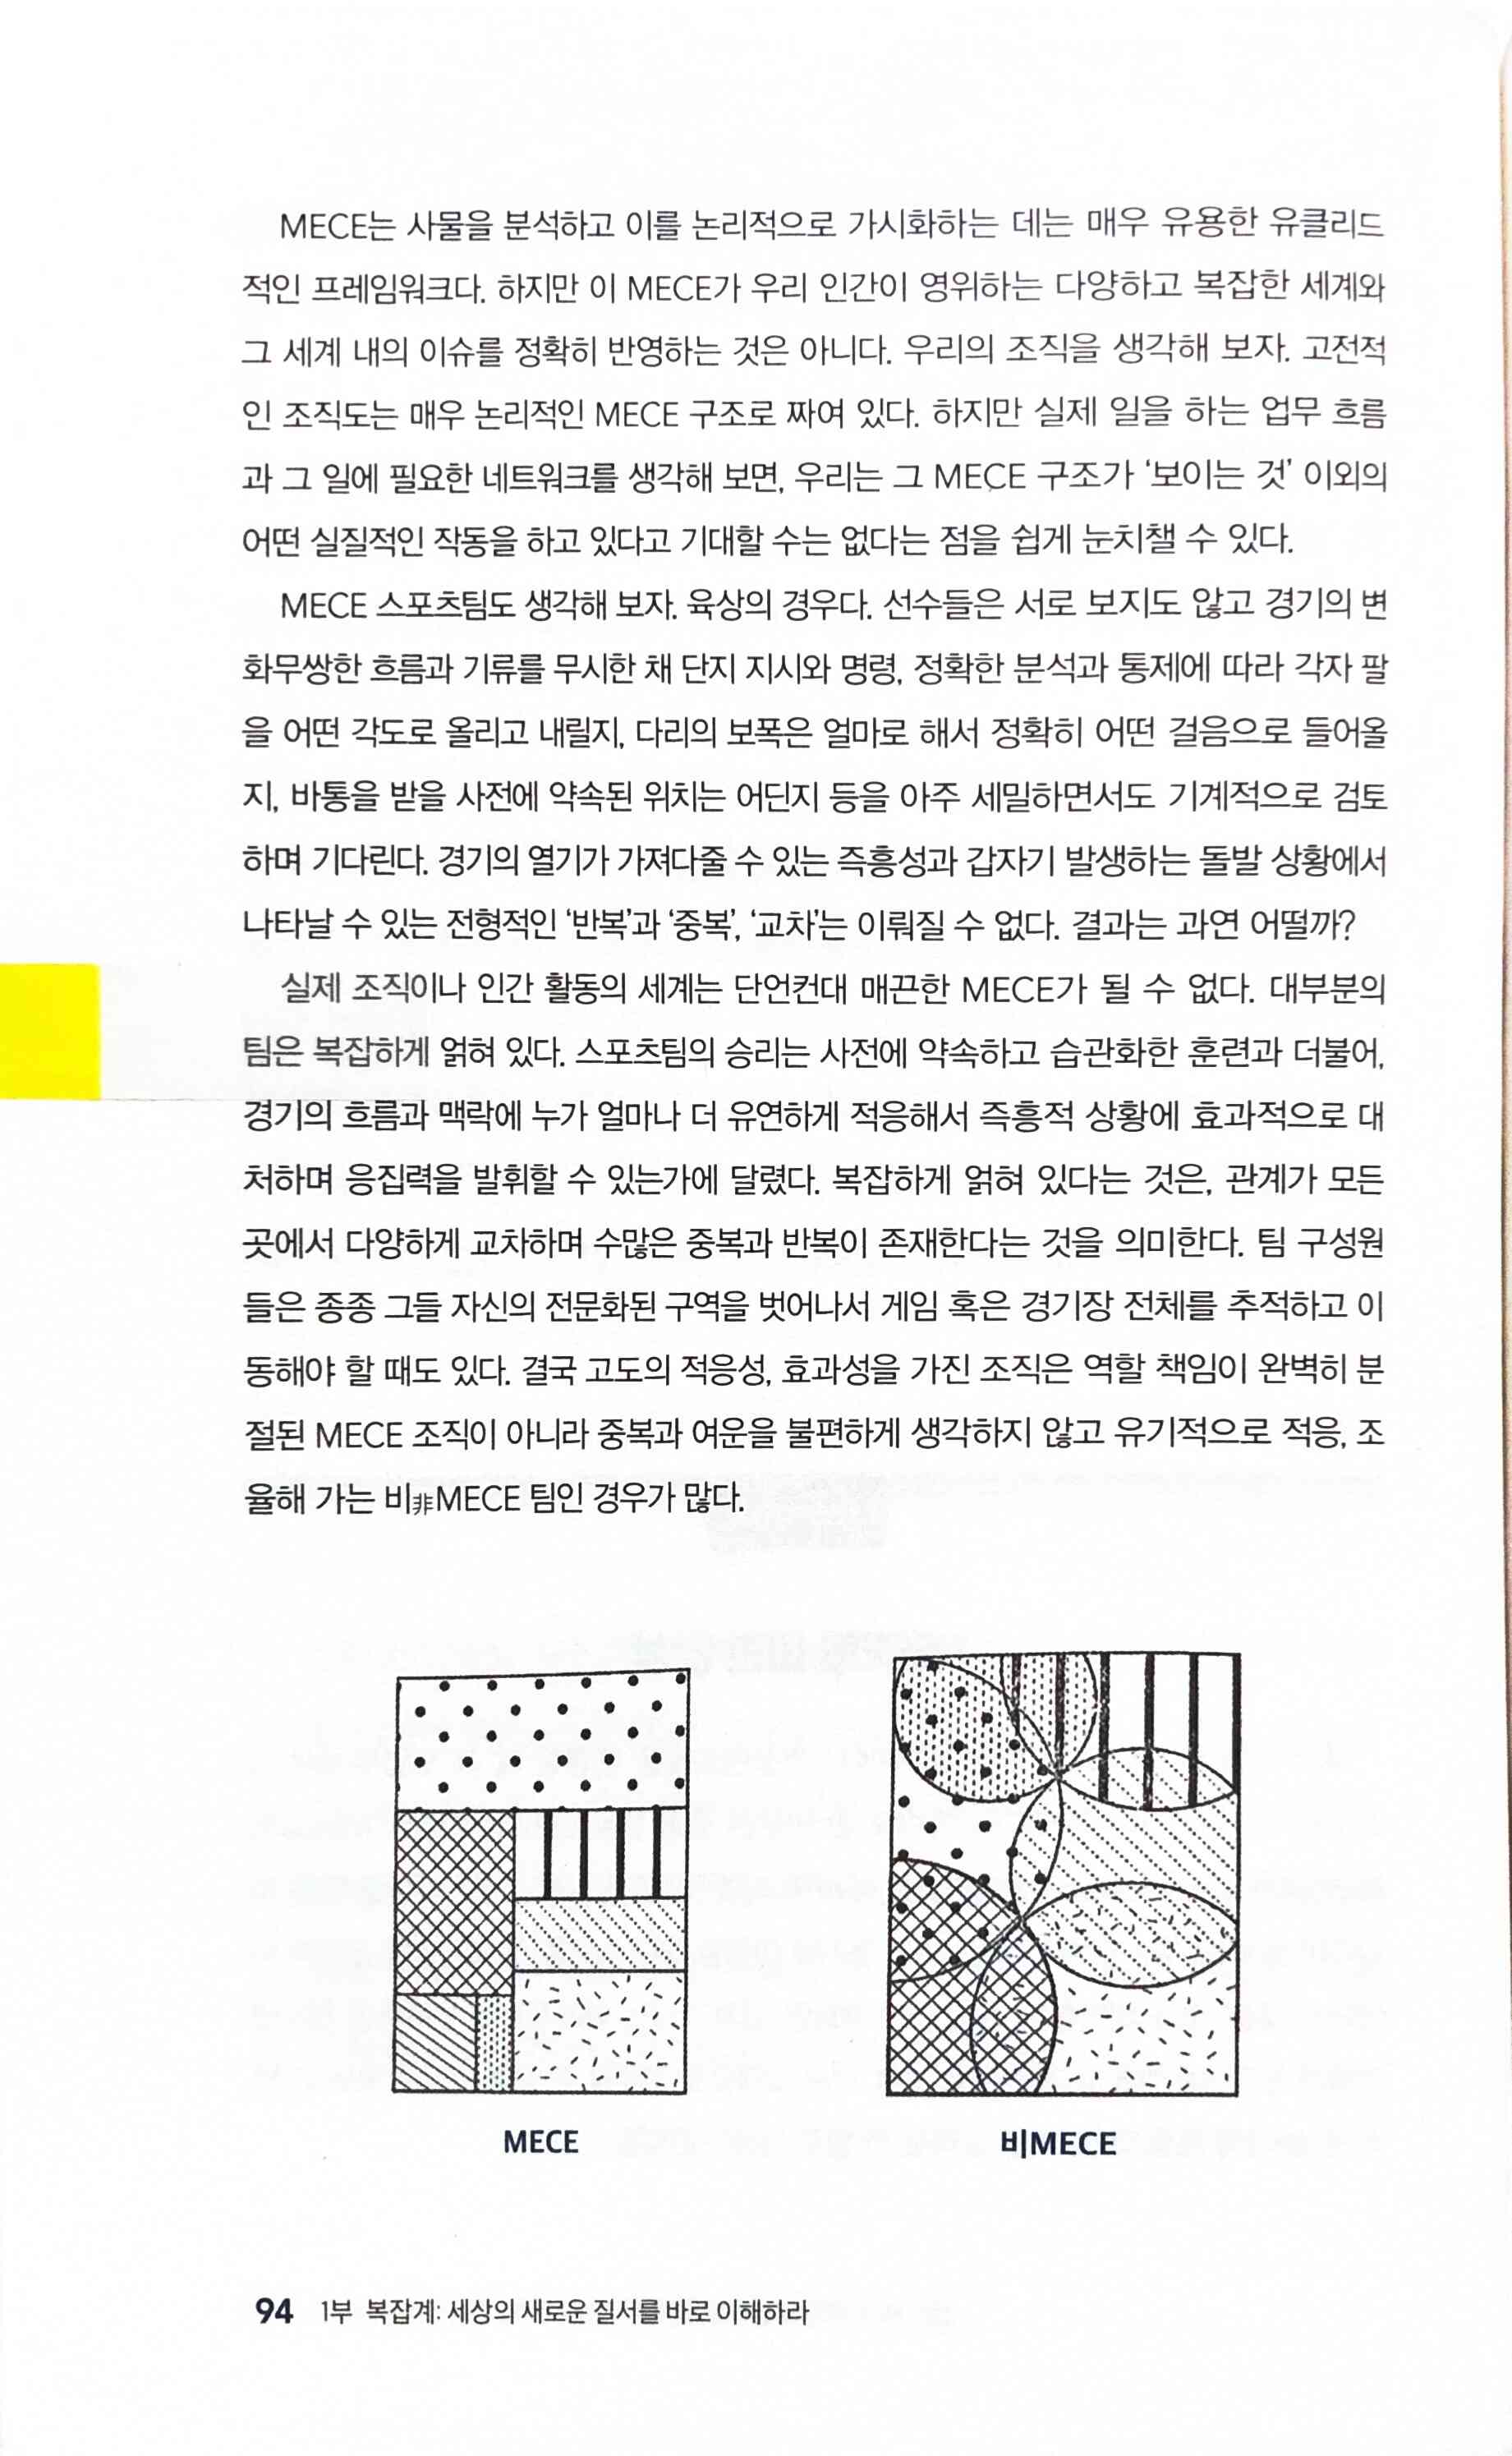 MECE는 사물을 분석하고 이를 논리적으로 가시화하는 데는 매우 유용한 유클리드
적인 프레임워크다. 하지만 이 MECE가 우리 인간이 영위하는 다양하고 복잡한 세계와
그 세계 내의 이슈를 정확히 반영하는 것은 아니다. 우리의 조직을 생각해 보자. 고전적
인 조직도는 매우 논리적인 MECE 구조로 짜여 있다. 하지만 실제 일을 하는 업무 흐름
과 그 일에 필요한 네트워크를 생각해 보면, 우리는 그 MECE 구조가 ‘보이는 것’ 이외의
어떤 실질적인 작동을 하고 있다고 기대할 수는 없다는 점을 쉽게 눈치챌 수 있다.
MECE 스포츠팀도 생각해 보자. 육상의 경우다. 선수들은 서로 보지도 않고 경기의 변
화무쌍한 흐름과 기류를 무시한 채 단지 지시와 명령, 정확한 분석과 통제에 따라 각자 팔
을 어떤 각도로 올리고 내릴지, 다리의 보폭은 얼마로 해서 정확히 어떤 걸음으로 들어올
지, 바통을 받을 사전에 약속된 위치는 어딘지 등을 아주 세밀하면서도 기계적으로 검토
하며 기다린다. 경기의 열기가 가져다줄 수 있는 즉흥성과 갑자기 발생하는 돌발 상황에서
나타날 수 있는 전형적인 ‘반복’과 ‘중복’, ‘교차’는 이뤄질 수 없다. 결과는 과연 어떨까?
실제 조직이나 인간 활동의 세계는 단언컨대 매끈한 MECE가 될 수 없다. 대부분의
팀은 복잡하게 얽혀 있다. 스포츠팀의 승리는 사전에 약속하고 습관화한 훈련과 더불어,
경기의 흐름과 맥락에 누가 얼마나 더 유연하게 적응해서 즉흥적 상황에 효과적으로 대
처하며 응집력을 발휘할 수 있는가에 달렸다. 복잡하게 얽혀 있다는 것은, 관계가 모든
곳에서 다양하게 교차하며 수많은 중복과 반복이 존재한다는 것을 의미한다. 팀 구성원
들은 종종 그들 자신의 전문화된 구역을 벗어나서 게임 혹은 경기장 전체를 추적하고 이
동해야 할 때도 있다. 결국 고도의 적응성, 효과성을 가진 조직은 역할 책임이 완벽히 분
절된 MECE 조직이 아니라 중복과 여운을 불편하게 생각하지 않고 유기적으로 적응, 조
율해 가는 비非MECE 팀인 경우가 많다.
MECE
비MECE
94 1부 복잡계: 세상의 새로운 질서를 바로 이해하라